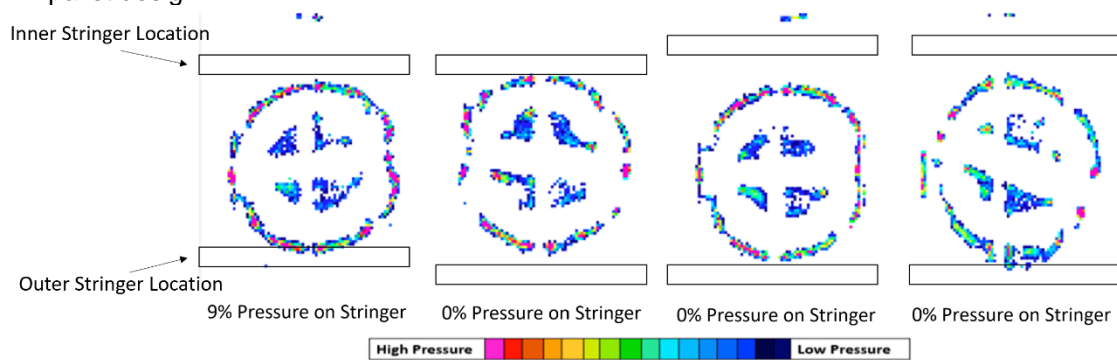 Inner Stringer Location
Outer Stringer Location
9% Pressure on Stringer
0% Pressure on Stringer
0% Pressure on Stringer
0% Pressure on Stringer
High Pressure
Low Pressure